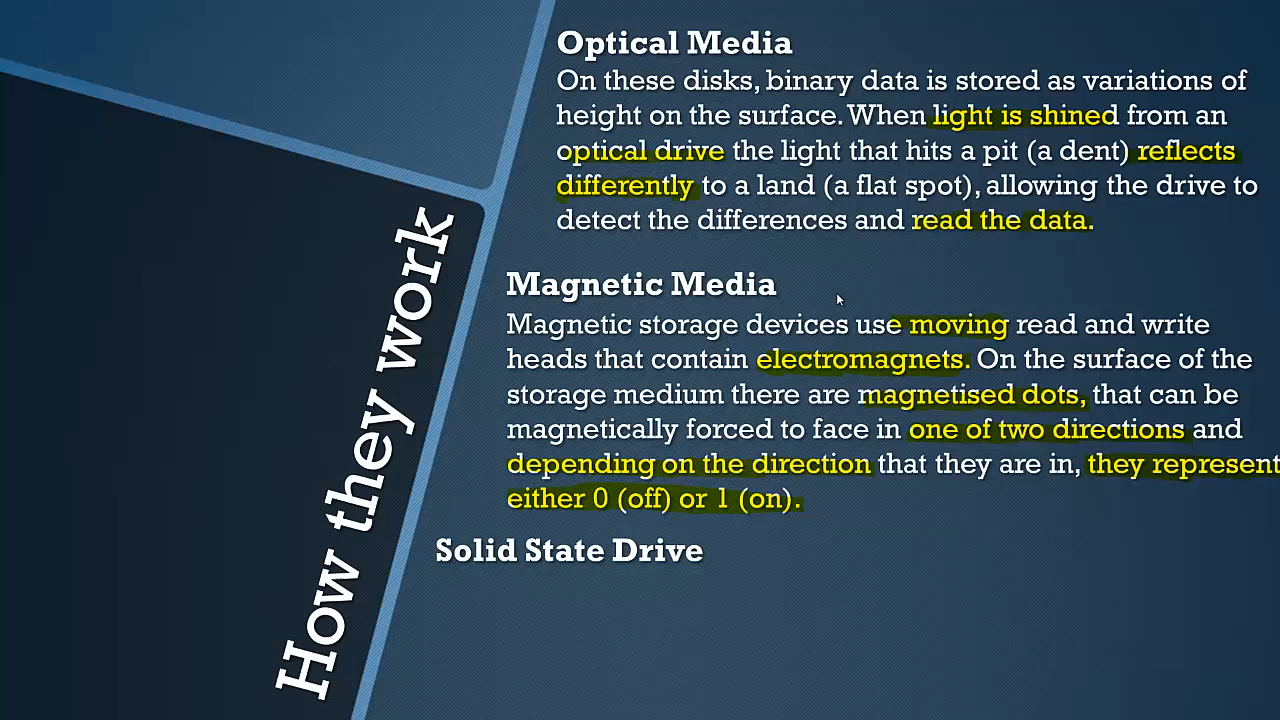 How they work
Optical Media
On these disks, binary data is stored as variations of
height on the surface. When light is shined from an
optical drive the light that hits a pit (a dent) reflects
differently to a land (a flat spot), allowing the drive to
detect the differences and read the data.
Magnetic Media
Magnetic storage devices use moving read and write
heads that contain electromagnets. On the surface of the
storage medium there are magnetised dots, that can be
magnetically forced to face in one of two directions and
depending on the direction that they are in, they represent
either 0 (off) or 1 (on).
Solid State Drive